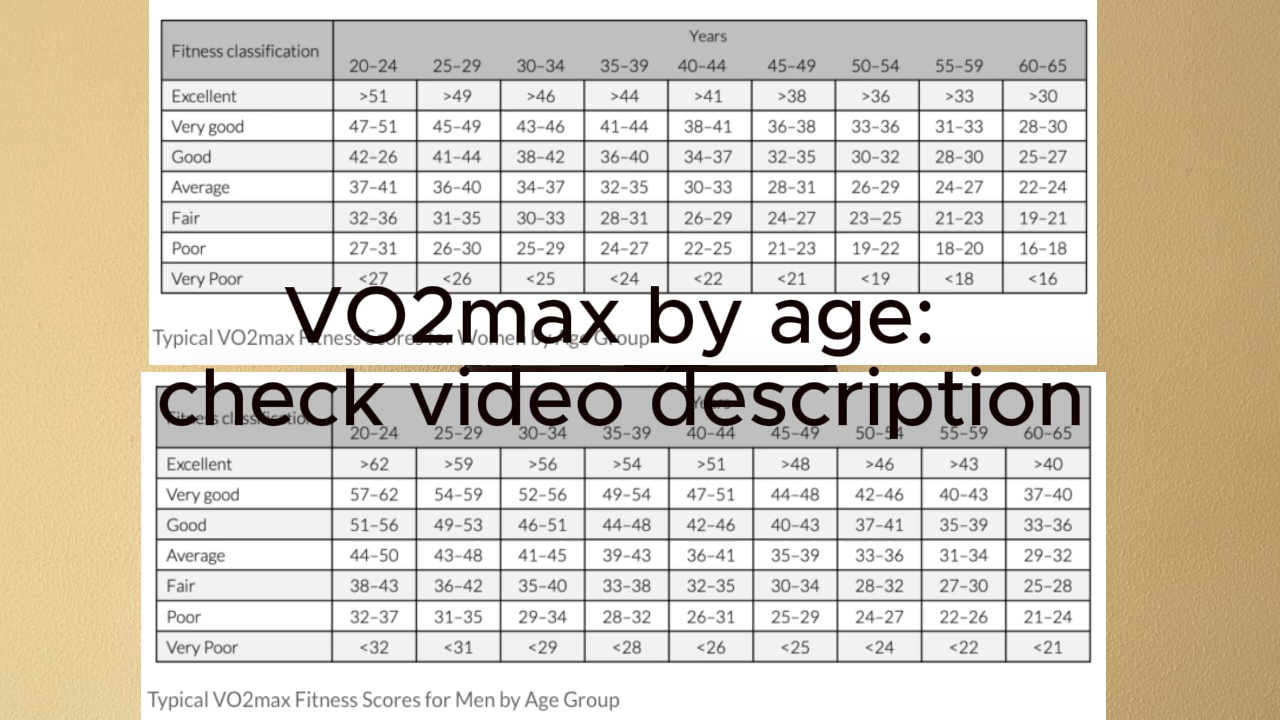 Years
Fitness classification
20–24 25–29 30–34 35–39 40–44 45–49 50–54 55–59 60–65
Excellent >51 >49 >46 >44 >41 >38 >36 >33 >30
Very good 47–51 45–49 43–46 41–44 38–41 36–38 33–36 31–33 28–30
Good 42–26 41–44 38–42 36–40 34–37 32–35 30–32 28–30 25–27
Average 37–41 36–40 34–37 32–35 30–33 28–31 26–29 24–27 22–24
Fair 32–36 31–35 30–33 28–31 26–29 24–27 23—25 21–23 19–21
Poor 27–31 26–30 25–29 24–27 22–25 21–23 19–22 18–20 16–18
Very Poor <27 <26 <25 <24 <22 <21 <19 <18 <16
VO2max by age:
Typical VO2max Fitness Scores for Women by Age Group
check video description
Years
Fitness classification
20–24 25–29 30–34 35–39 40–44 45–49 50–54 55–59 60–65
Excellent >62 >59 >56 >54 >51 >48 >46 >43 >40
Very good 57–62 54–59 52–56 49–54 47–51 44–48 42–46 40–43 37–40
Good 51–56 49–53 46–51 44–48 42–46 40–43 37–41 35–39 33–36
Average 44–50 43–48 41–45 39–43 36–41 35–39 33–36 31–34 29–32
Fair 38–43 36–42 35–40 33–38 32–35 30–34 28–32 27–30 25–28
Poor 32–37 31–35 29–34 28–32 26–31 25–29 24–27 22–26 21–24
Very Poor <32 <31 <29 <28 <26 <25 <24 <22 <21
Typical VO2max Fitness Scores for Men by Age Group